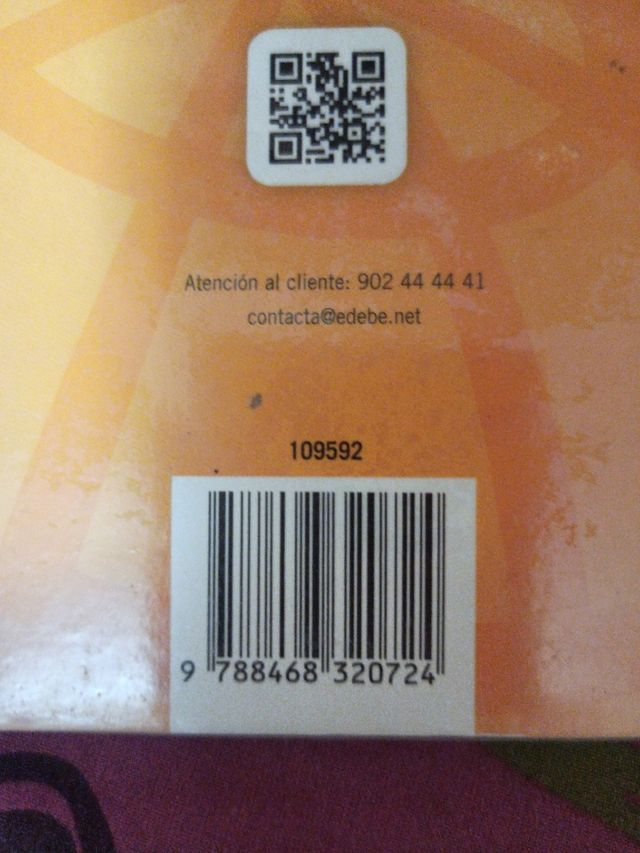 Atención al cliente: 902 44 44 41
contacta@edebe.net
109592
9 788468 320724